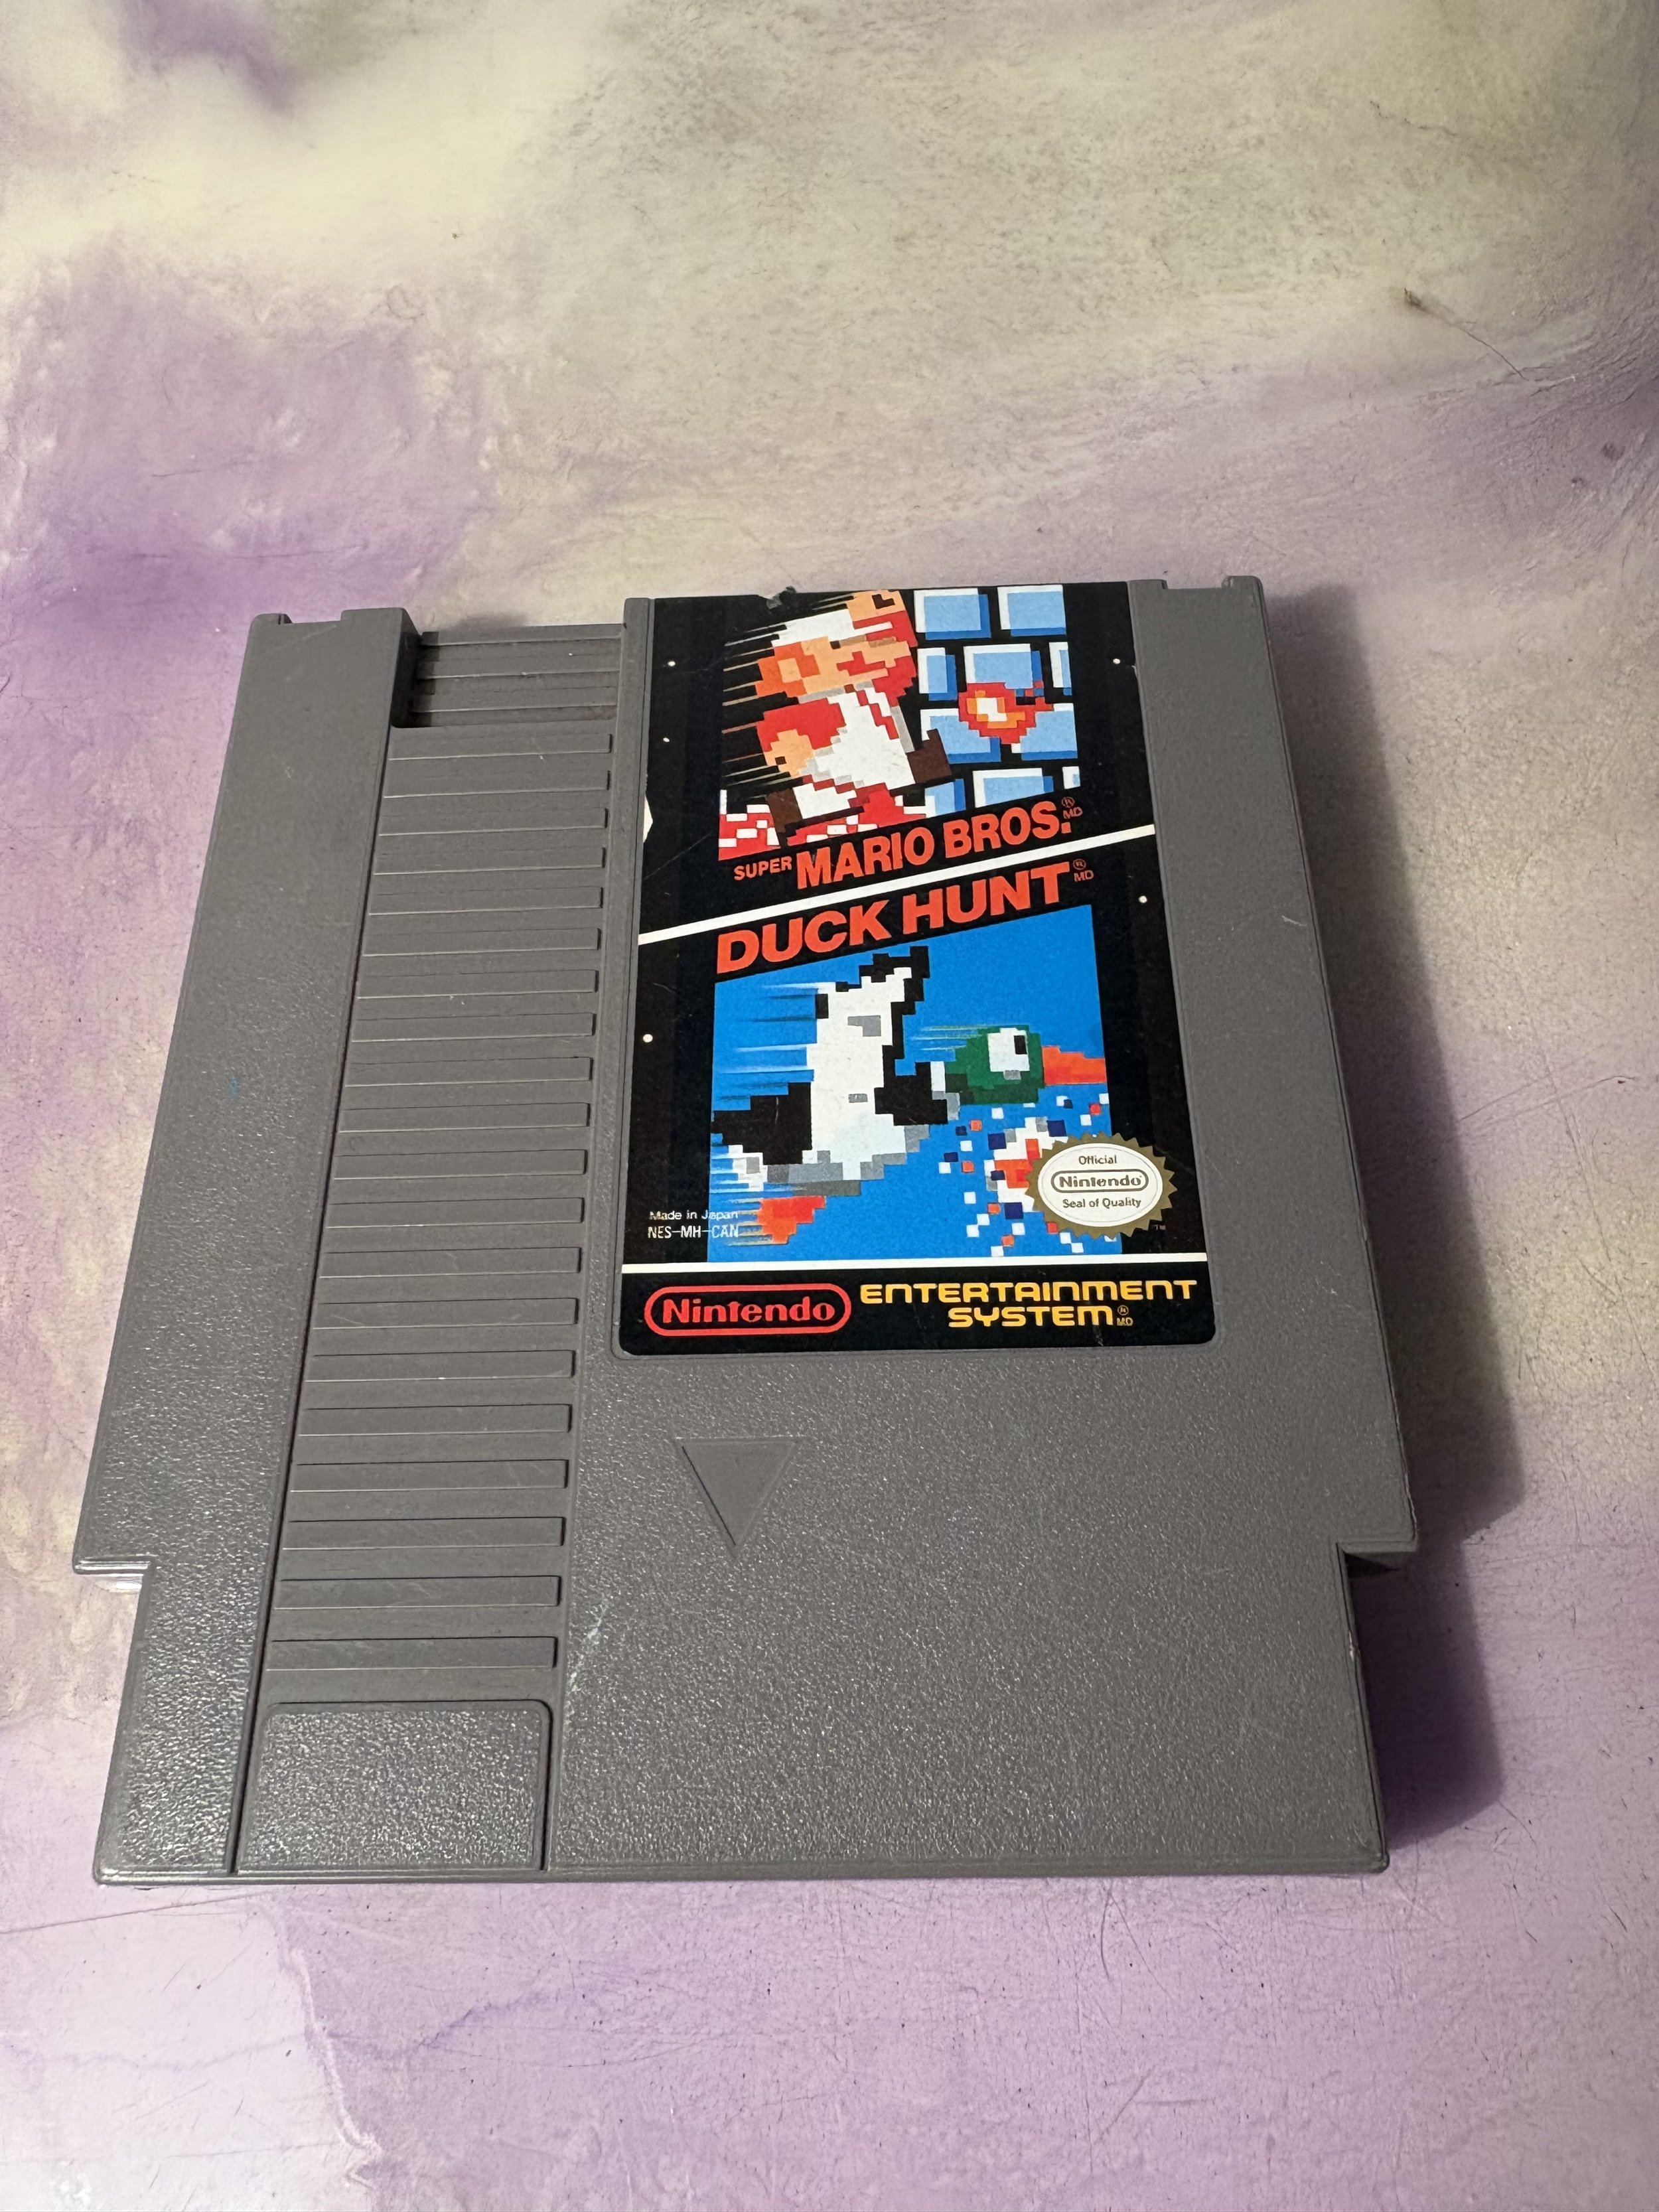 SUPER MARIO BROS.® MD
DUCK HUNT® MD
Official
Nintendo
Seal of Quality
TM
Made in Japan
NES-MH-CAN
Nintendo ENTERTAINMENT
SYSTEM® MD